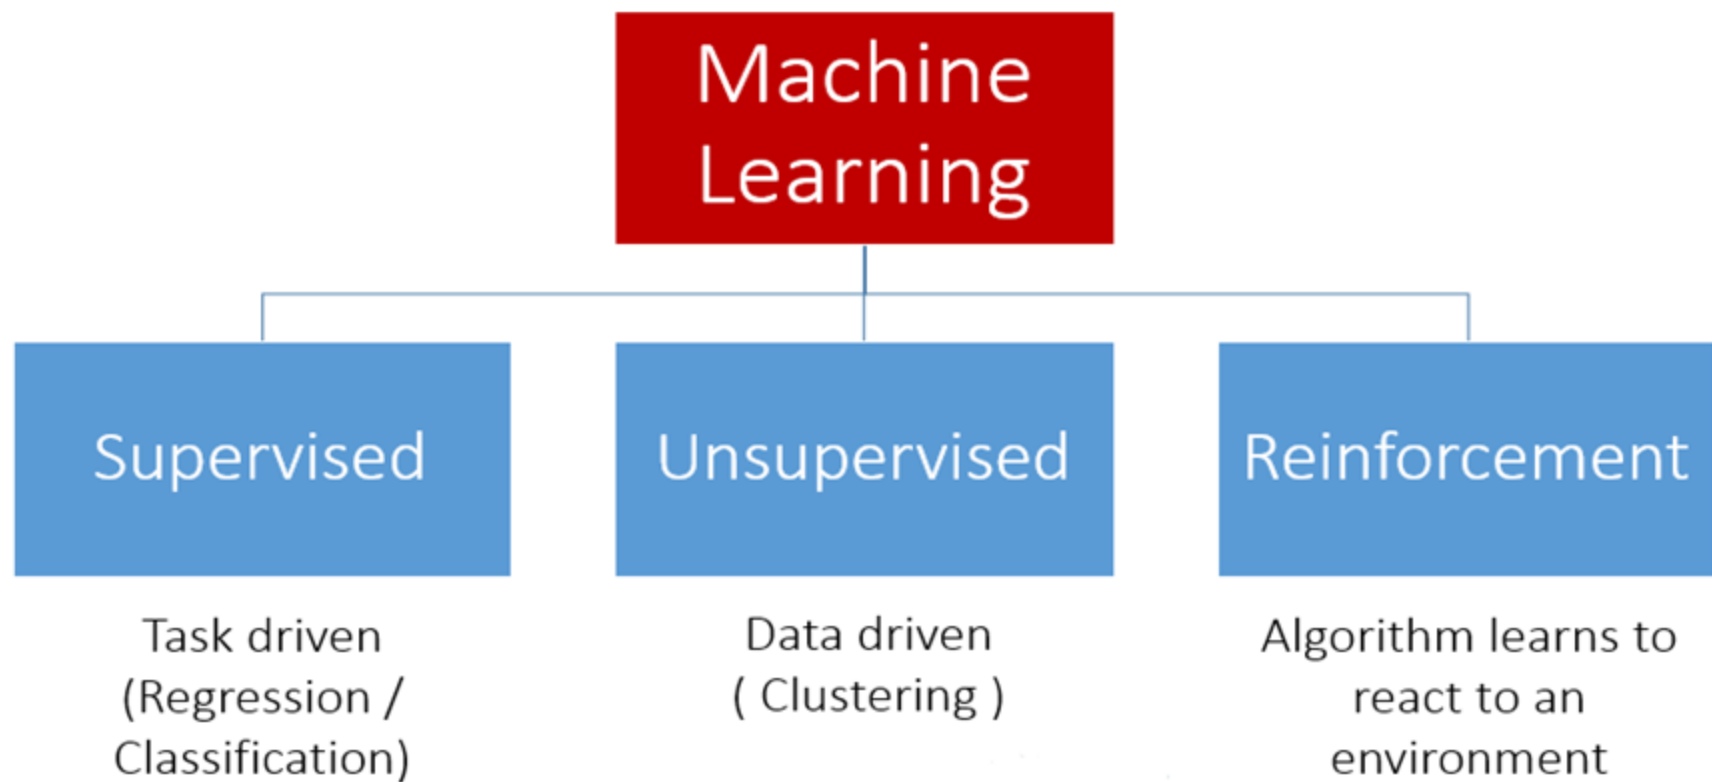 Machine
Learning
Supervised
Unsupervised
Reinforcement
Task driven
(Regression /
Classification)
Data driven
( Clustering )
Algorithm learns to
react to an
environment